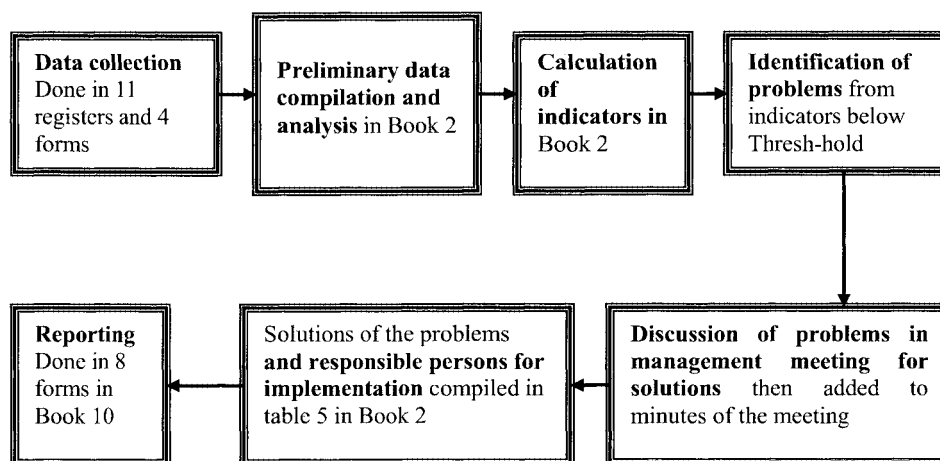 Data collection
Done in 11
registers and 4
forms
Preliminary data
compilation and
analysis in Book 2
Calculation
of
indicators in
Book 2
Identification of
problems from
indicators below
Thresh-hold
Discussion of problems in
management meeting for
solutions then added to
minutes of the meeting
Solutions of the problems
and responsible persons for
implementation compiled in
table 5 in Book 2
Reporting
Done in 8
forms in
Book 10